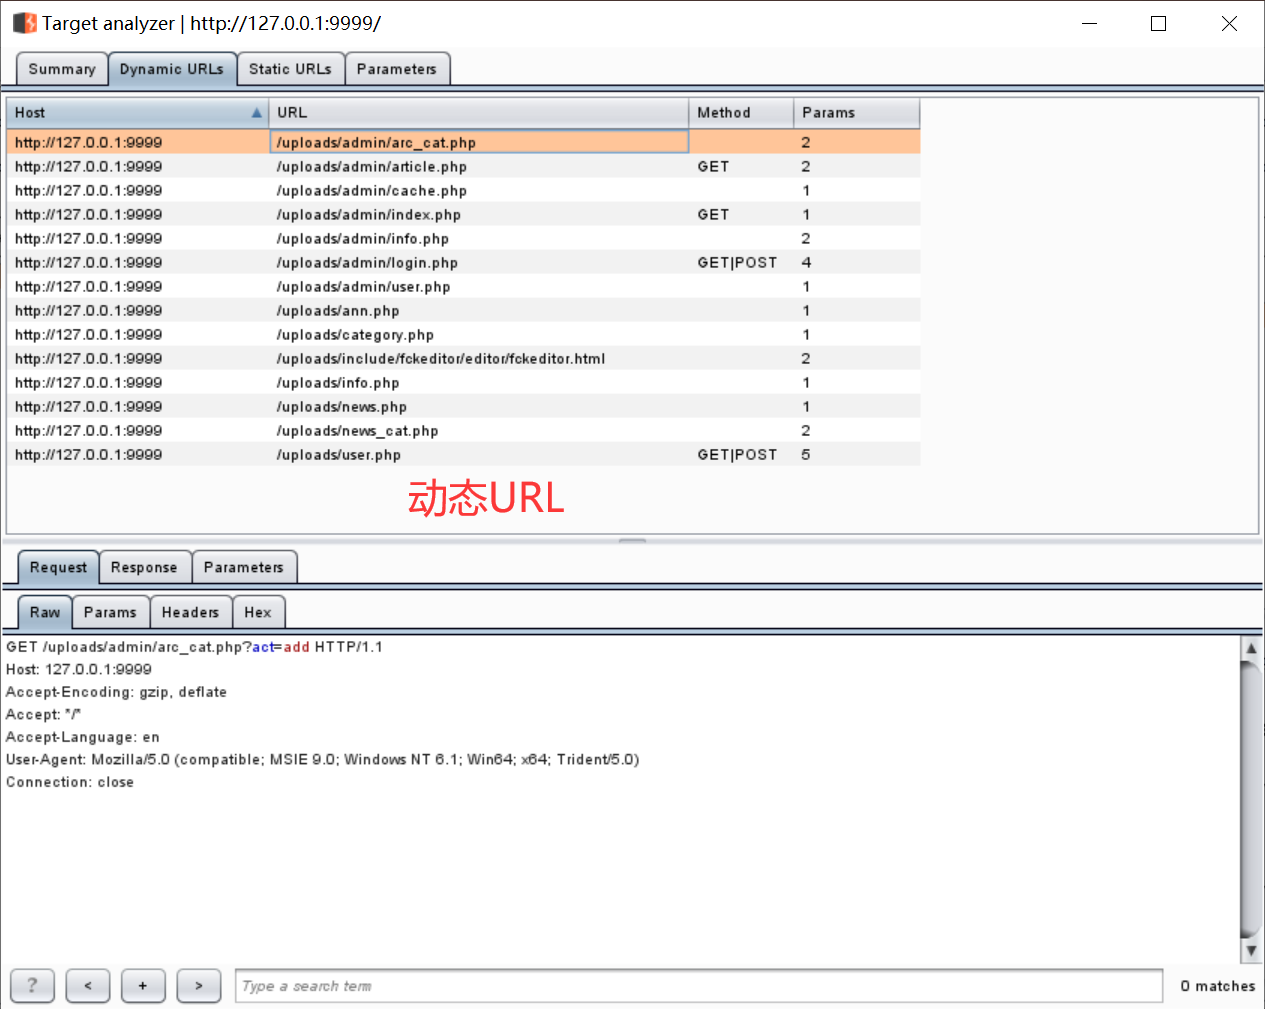 Target analyzer | http://127.0.0.1:9999/
Summary Dynamic URLs Static URLs Parameters
Host URL Method Params
http://127.0.0.1:9999 /uploads/admin/arc_cat.php 2
http://127.0.0.1:9999 /uploads/admin/article.php GET 2
http://127.0.0.1:9999 /uploads/admin/cache.php 1
http://127.0.0.1:9999 /uploads/admin/index.php GET 1
http://127.0.0.1:9999 /uploads/admin/info.php 2
http://127.0.0.1:9999 /uploads/admin/login.php GET|POST 4
http://127.0.0.1:9999 /uploads/admin/user.php 1
http://127.0.0.1:9999 /uploads/ann.php 1
http://127.0.0.1:9999 /uploads/category.php 1
http://127.0.0.1:9999 /uploads/include/fckeditor/editor/fckeditor.html 2
http://127.0.0.1:9999 /uploads/info.php 1
http://127.0.0.1:9999 /uploads/news.php 1
http://127.0.0.1:9999 /uploads/news_cat.php 2
http://127.0.0.1:9999 /uploads/user.php GET|POST 5
动态URL
Request Response Parameters
Raw Params Headers Hex
GET /uploads/admin/arc_cat.php?act=add HTTP/1.1
Host: 127.0.0.1:9999
Accept-Encoding: gzip, deflate
Accept: */*
Accept-Language: en
User-Agent: Mozilla/5.0 (compatible; MSIE 9.0; Windows NT 6.1; Win64; x64; Trident/5.0)
Connection: close
? < + > Type a search term 0 matches